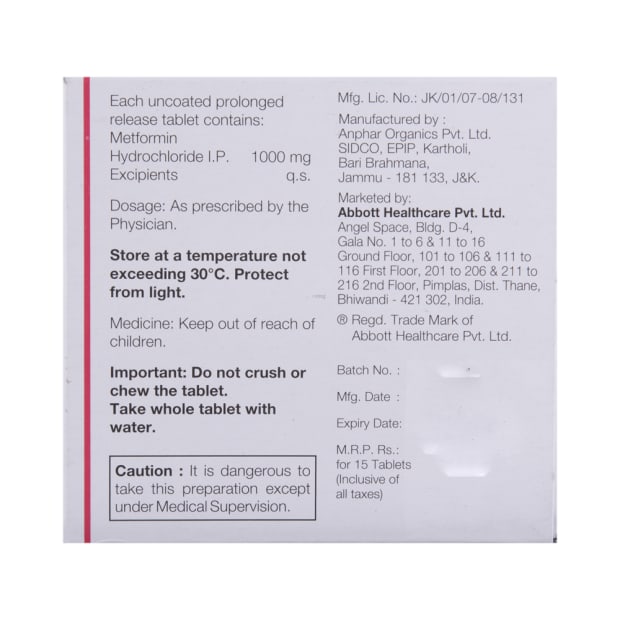 Each uncoated prolonged
release tablet contains:
Metformin
Hydrochloride I.P. 1000 mg
Excipients q.s.
Dosage: As prescribed by the
Physician.
Store at a temperature not
exceeding 30°C. Protect
from light.
Medicine: Keep out of reach of
children.
Important: Do not crush or
chew the tablet.
Take whole tablet with
water.
Caution : It is dangerous to
take this preparation except
under Medical Supervision.
Mfg. Lic. No.: JK/01/07-08/131
Manufactured by :
Anphar Organics Pvt. Ltd.
SIDCO, EPIP, Kartholi,
Bari Brahmana,
Jammu - 181 133, J&K.
Marketed by:
Abbott Healthcare Pvt. Ltd.
Angel Space, Bldg. D-4,
Gala No. 1 to 6 & 11 to 16
Ground Floor, 101 to 106 & 111 to
116 First Floor, 201 to 206 & 211 to
216 2nd Floor, Pimplas, Dist. Thane,
Bhiwandi - 421 302, India.
® Regd. Trade Mark of
Abbott Healthcare Pvt. Ltd.
Batch No. :
Mfg. Date :
Expiry Date:
M.R.P. Rs.:
for 15 Tablets
(Inclusive of
all taxes)